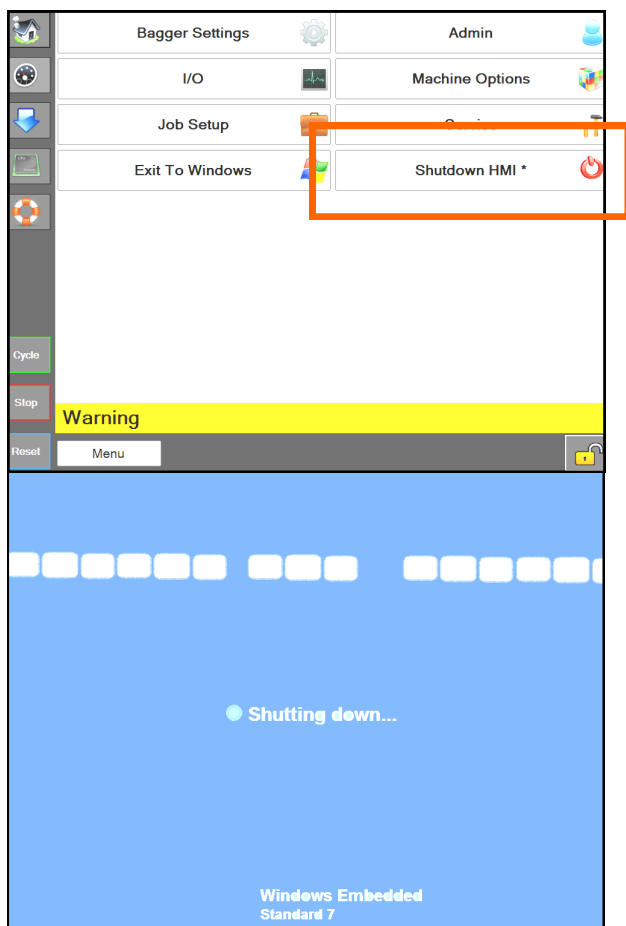 Bagger Settings
Admin
I/O
Machine Options
Job Setup
Service
Exit To Windows
Shutdown HMI *
Cycle
Stop
Warning
Reset
Menu
Shutting down...
Windows Embedded
Standard 7